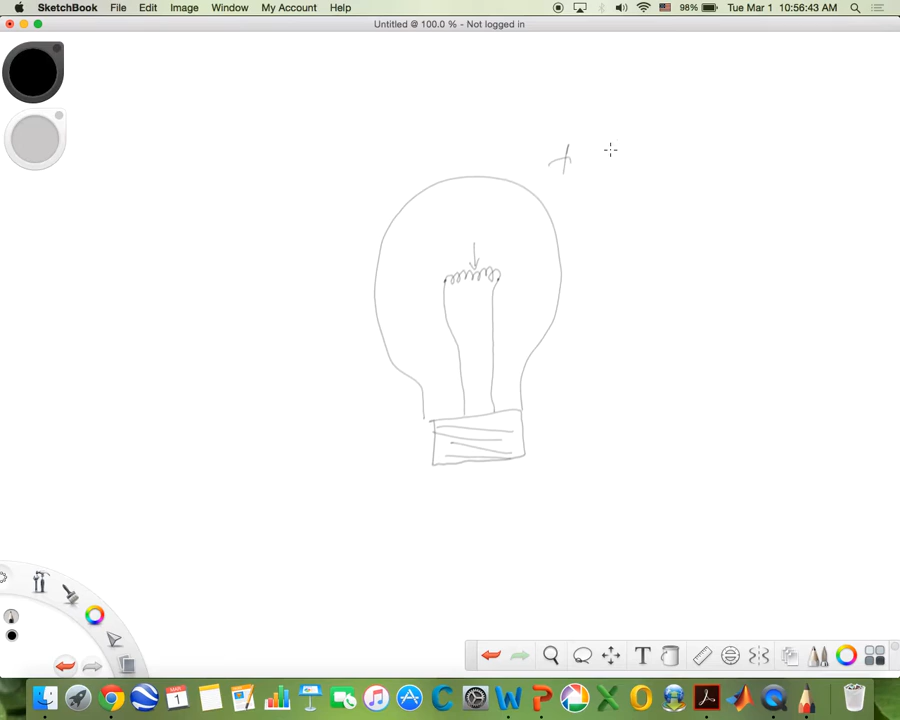 SketchBook File Edit Image Window My Account Help 98% Tue Mar 1 10:56:43 AM
Untitled @ 100.0 % - Not logged in
+
T